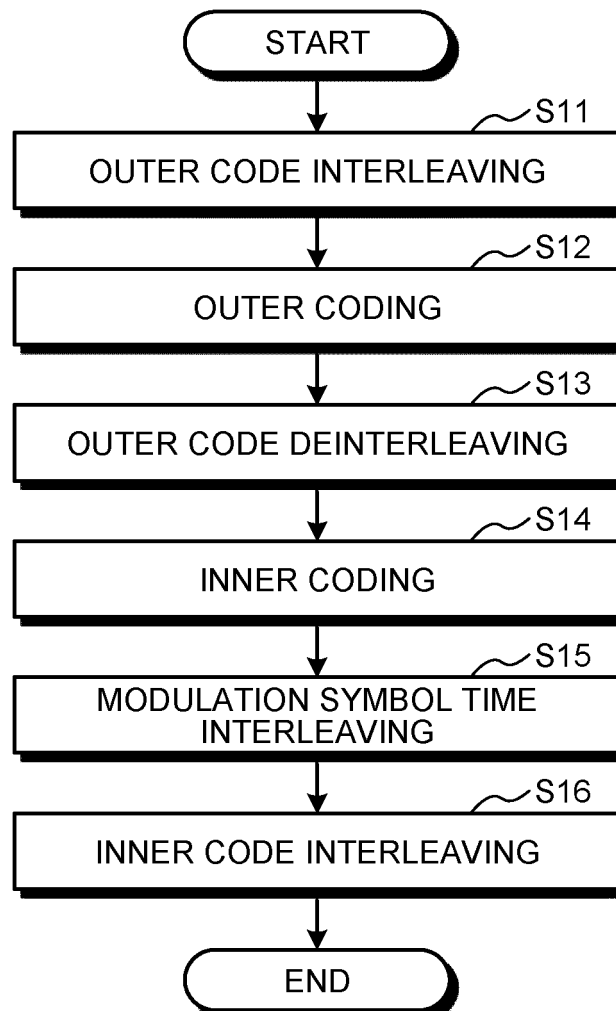 START
S11
OUTER CODE INTERLEAVING
S12
OUTER CODING
S13
OUTER CODE DEINTERLEAVING
S14
INNER CODING
S15
MODULATION SYMBOL TIME
INTERLEAVING
S16
INNER CODE INTERLEAVING
END